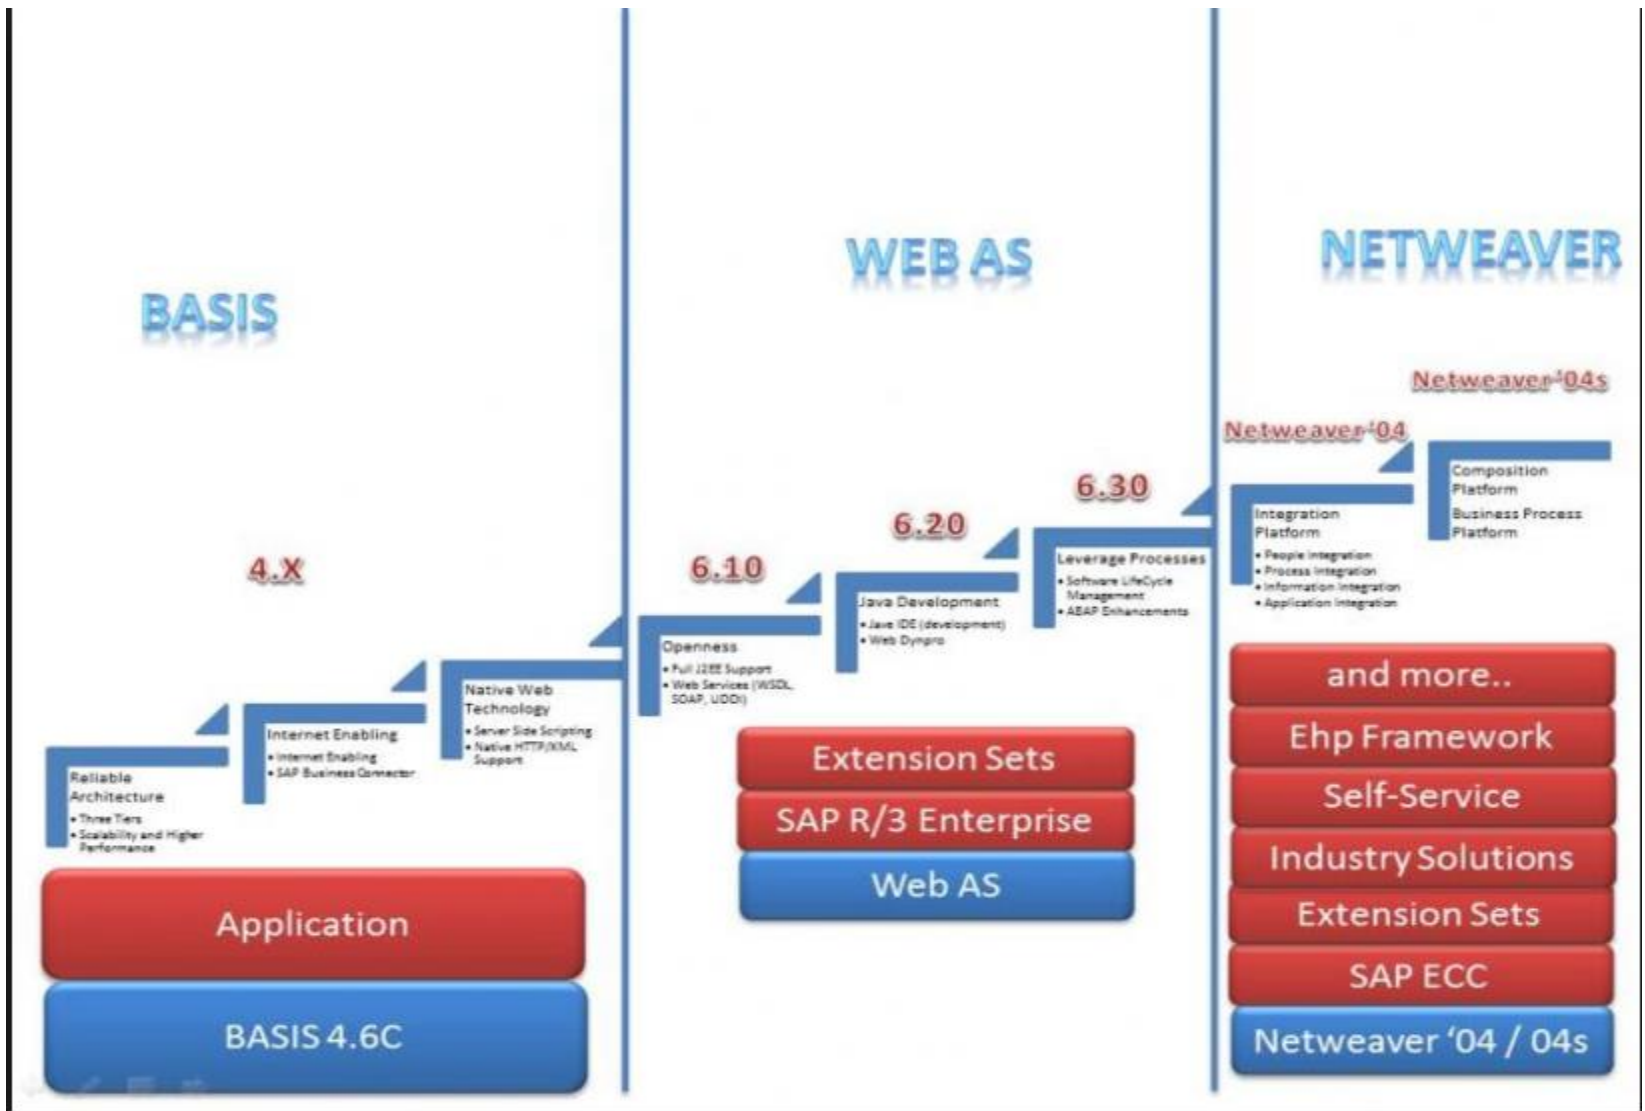 BASIS
4.X
Reliable
Architecture
• Three Tiers
• Scalability and Higher
Performance
Internet Enabling
• Internet Enabling
• SAP Business Connector
Native Web
Technology
• Server Side Scripting
• Native HTTP/XML
Support
Application
BASIS 4.6C
WEB AS
6.10
6.20
6.30
Openness
• Full J2EE Support
• Web Services (WSDL,
SOAP, UDDI)
Java Development
• Java IDE (development)
• Web Dynpro
Leverage Processes
• Software LifeCycle
Management
• ABAP Enhancements
Extension Sets
SAP R/3 Enterprise
Web AS
NETWEAVER
Netweaver '04
Netweaver '04s
Integration
Platform
• People Integration
• Process Integration
• Information Integration
• Application Integration
Composition
Platform
Business Process
Platform
and more..
Ehp Framework
Self-Service
Industry Solutions
Extension Sets
SAP ECC
Netweaver ‘04 / 04s